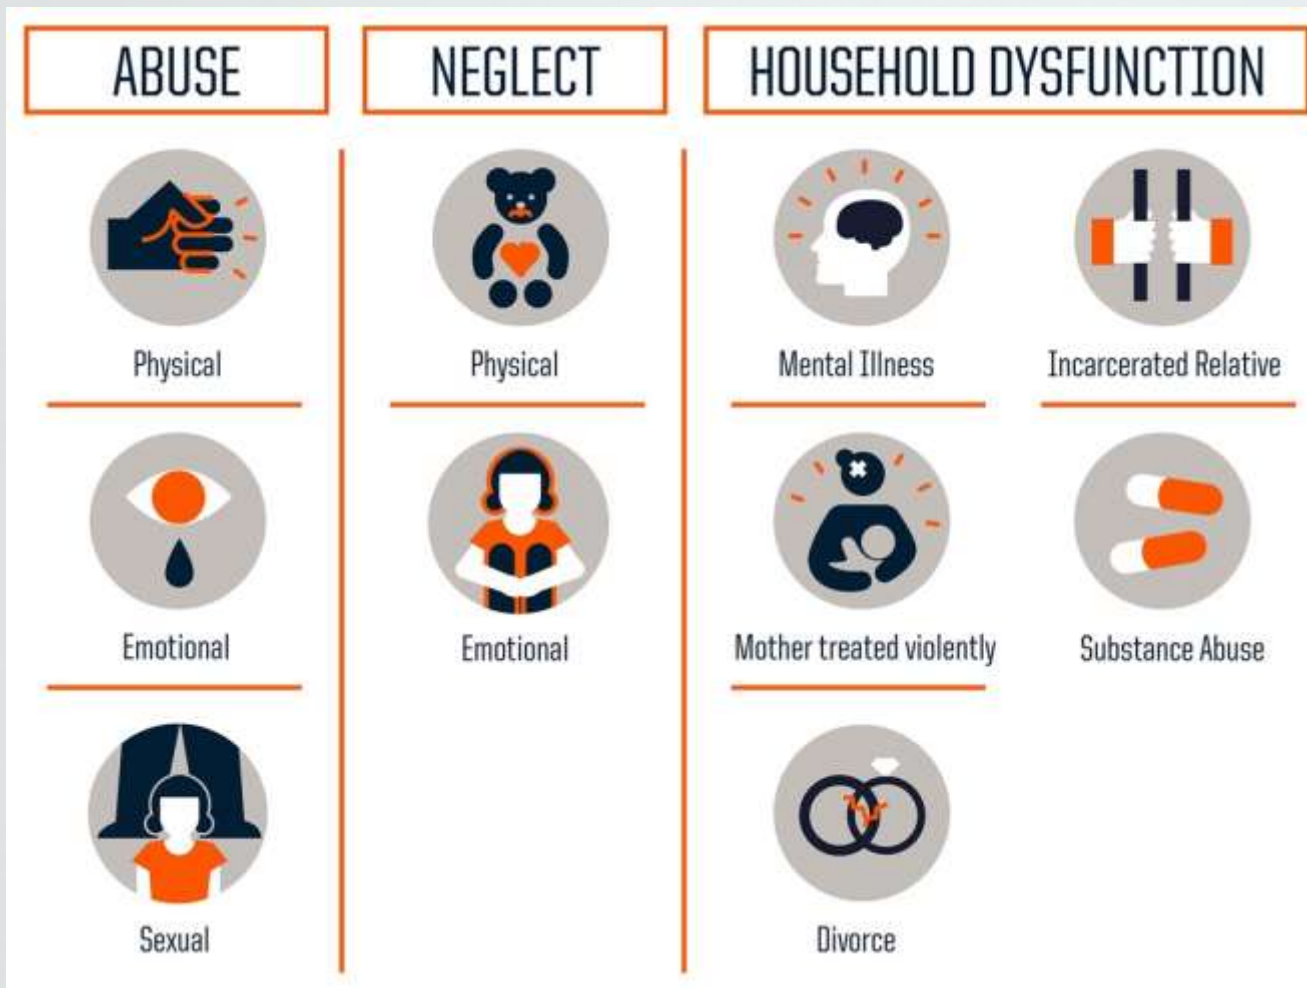 ABUSE
Physical
Emotional
Sexual
NEGLECT
Physical
Emotional
HOUSEHOLD DYSFUNCTION
Mental Illness
Incarcerated Relative
Mother treated violently
Substance Abuse
Divorce